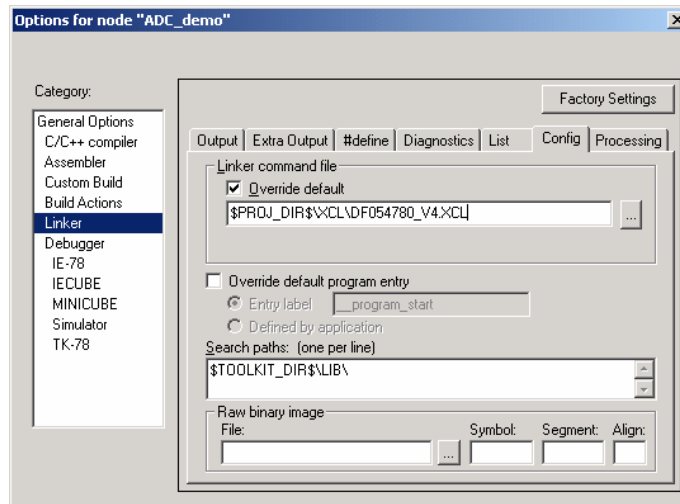 Options for node "ADC_demo"
Category:
Factory Settings
General Options
C/C++ compiler
Assembler
Custom Build
Build Actions
Linker
Debugger
IE-78
IECUBE
MINICUBE
Simulator
TK-78
Output Extra Output #define Diagnostics List Config Processing
Linker command file
Override default
$PROJ_DIR$\XCL\DF054780_V4.XCL
...
Override default program entry
Entry label __program_start
Defined by application
Search paths: (one per line)
$TOOLKIT_DIR$\LIB\
Raw binary image
File: Symbol: Segment: Align:
...